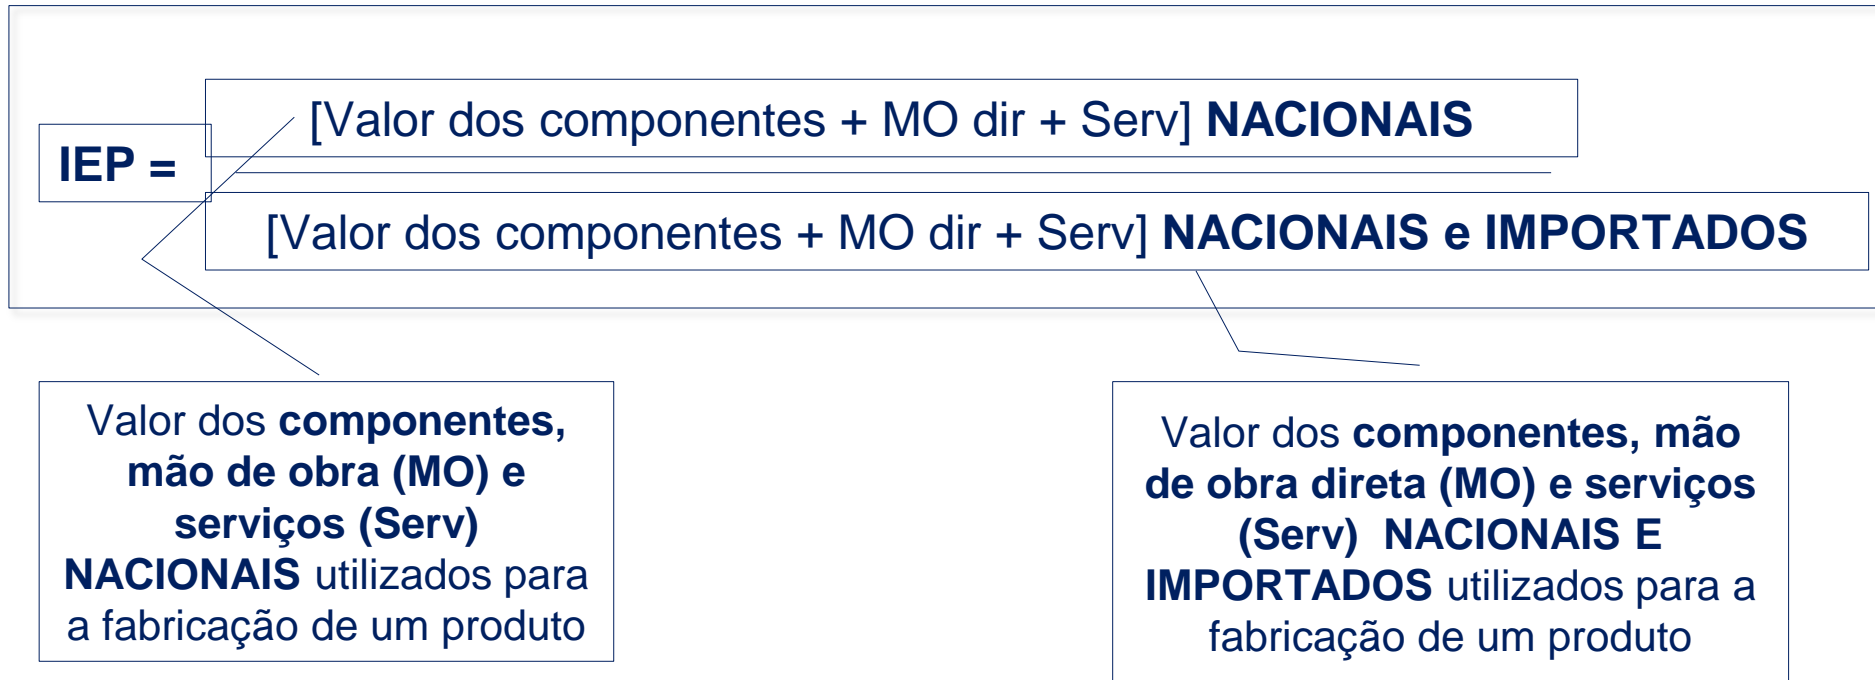 [Valor dos componentes + MO dir + Serv] NACIONAIS
IEP =
[Valor dos componentes + MO dir + Serv] NACIONAIS e IMPORTADOS
Valor dos componentes,
mão de obra (MO) e
serviços (Serv)
NACIONAIS utilizados para
a fabricação de um produto
Valor dos componentes, mão
de obra direta (MO) e serviços
(Serv) NACIONAIS E
IMPORTADOS utilizados para a
fabricação de um produto